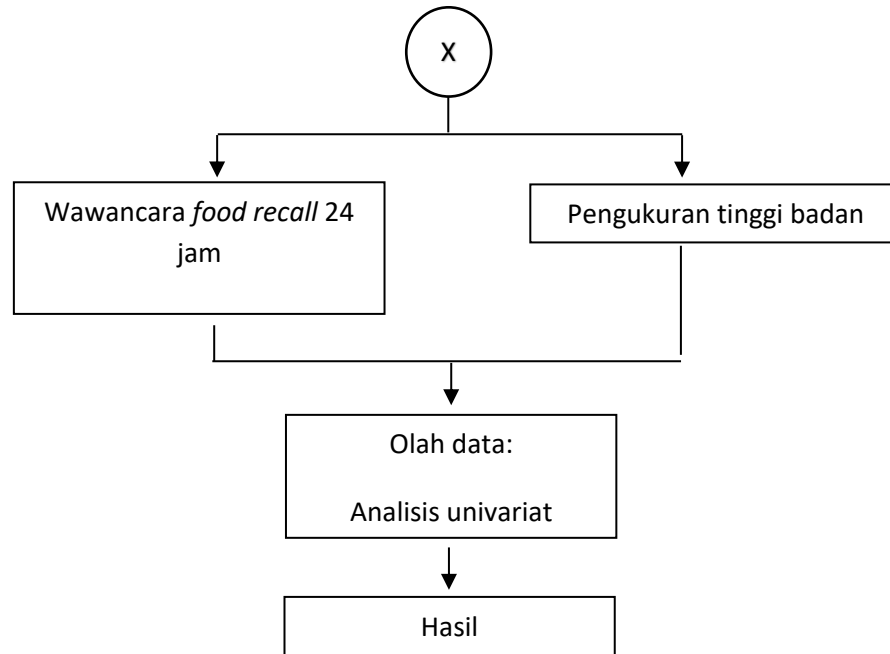 X
Wawancara food recall 24
jam
Pengukuran tinggi badan
Olah data:
Analisis univariat
Hasil